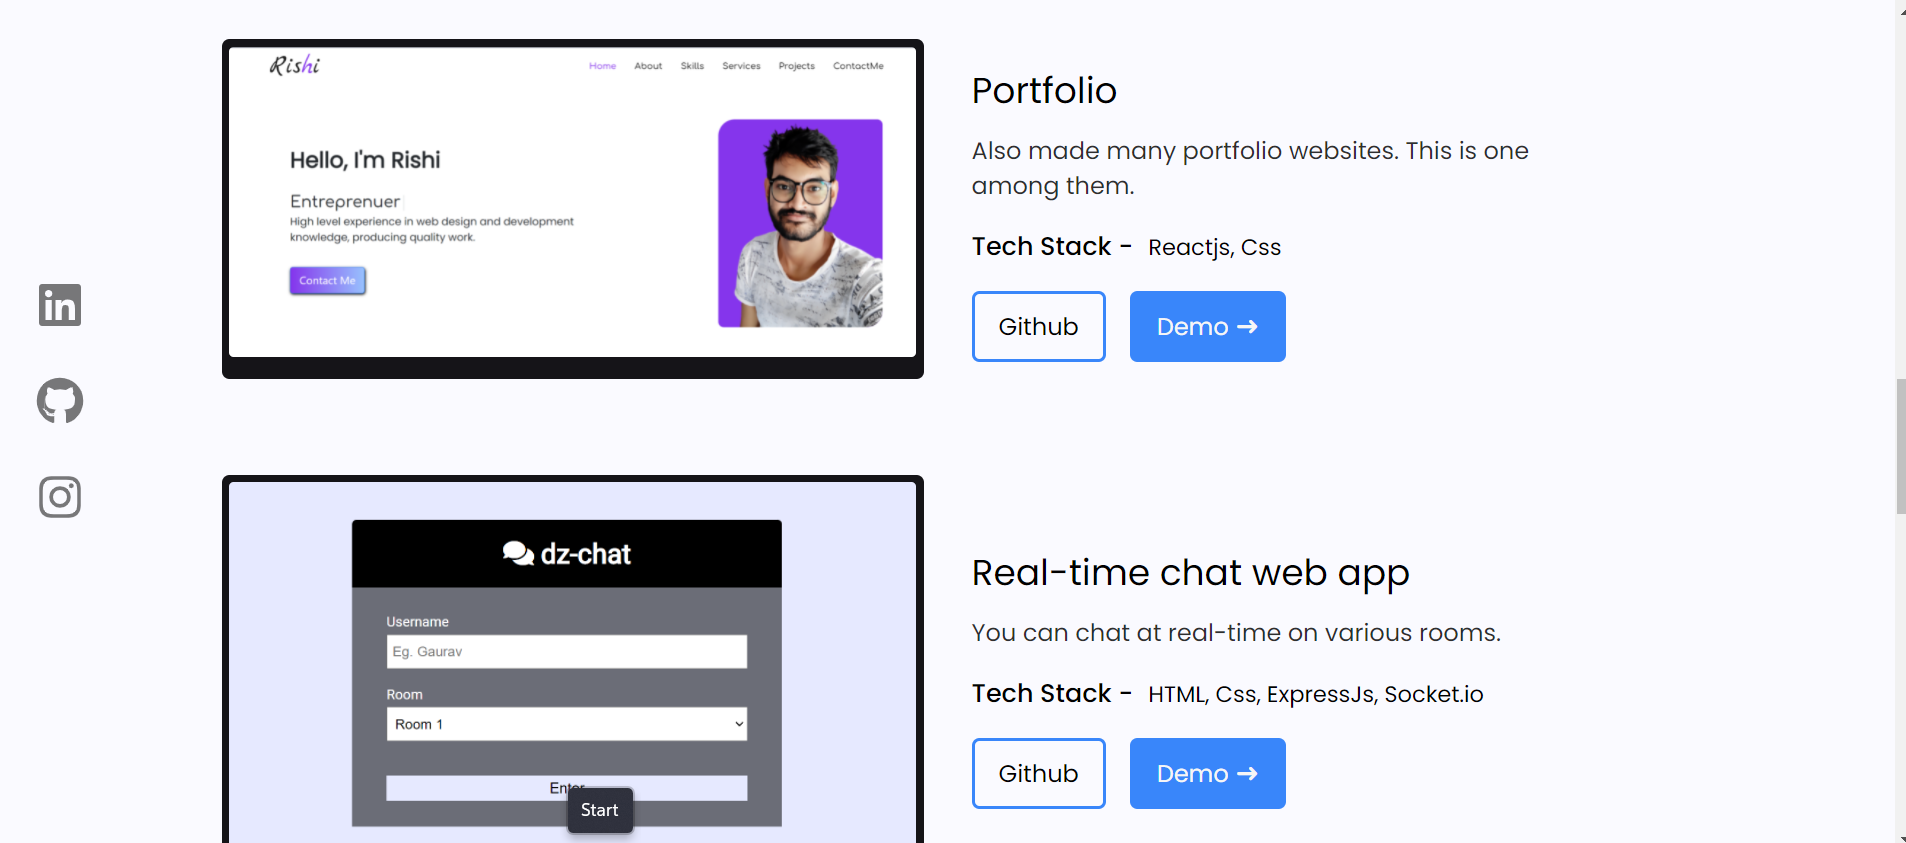 Rishi
Home About Skills Services Projects ContactMe
Hello, I'm Rishi
Entreprenuer
High level experience in web design and development
knowledge, producing quality work.
Contact Me
Portfolio
Also made many portfolio websites. This is one
among them.
Tech Stack - Reactjs, Css
Github Demo →
in
dz-chat
Username
Eg. Gaurav
Room
Room 1
Enter
Start
Real-time chat web app
You can chat at real-time on various rooms.
Tech Stack - HTML, Css, ExpressJs, Socket.io
Github Demo →